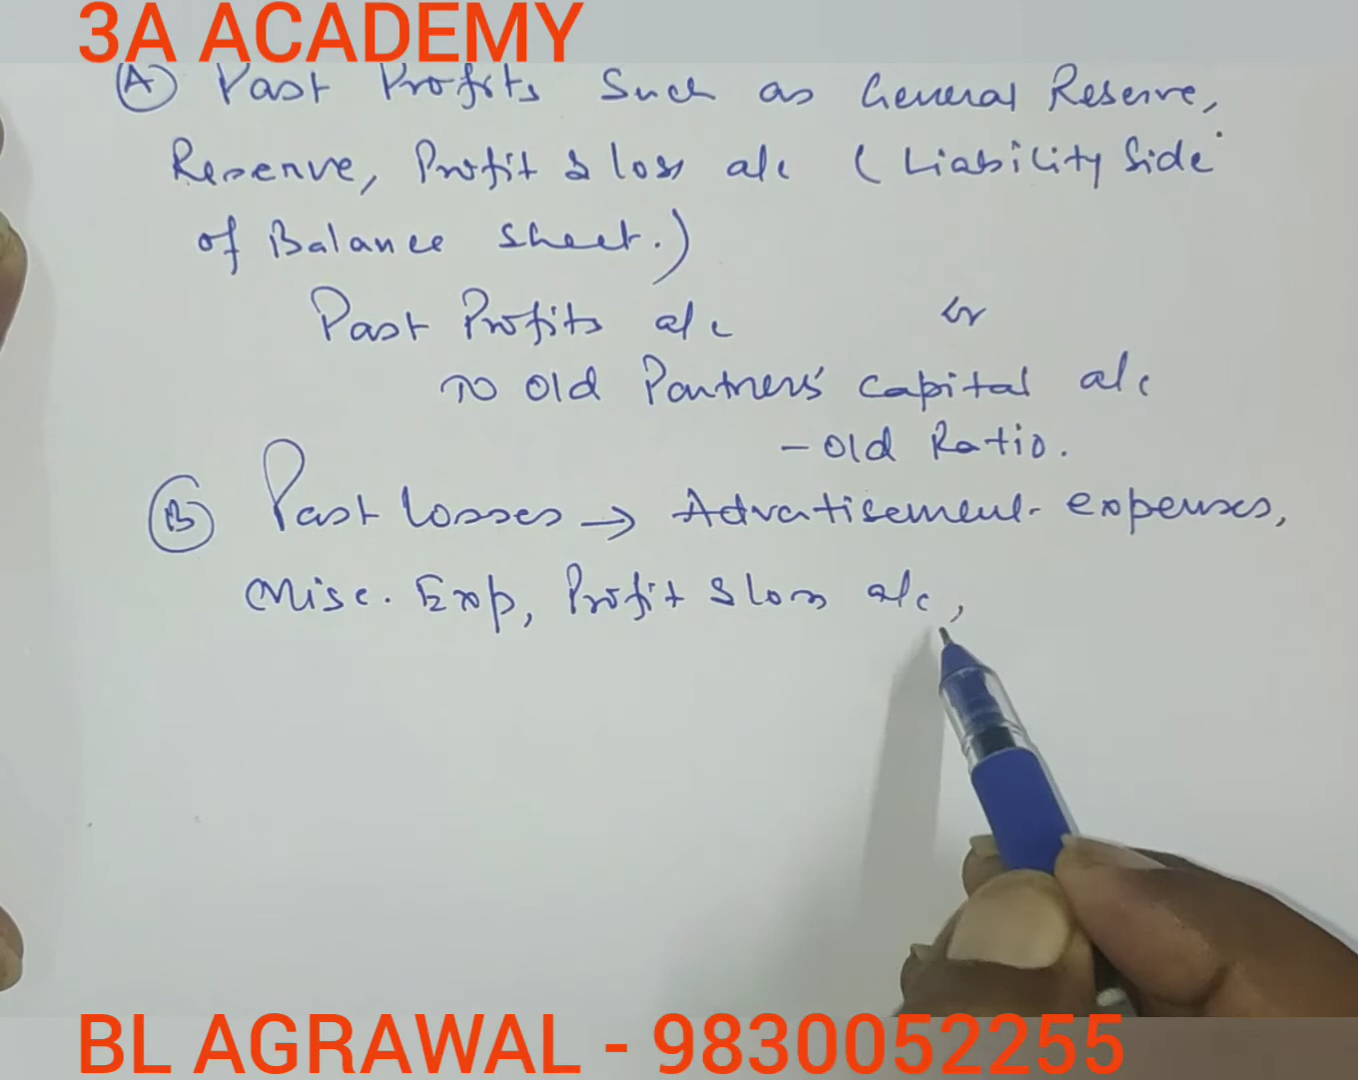 3A ACADEMY
(A) Past Profits Such as General Reserve,
Reserve, Profit & loss a/c (Liability Side
of Balance Sheet.)
Past Profits a/c Dr
To Old Partners' Capital a/c
- Old Ratio.
(B) Past losses → Advertisement expenses,
Misc. Exp, Profit & loss a/c,
BL AGRAWAL - 9830052255